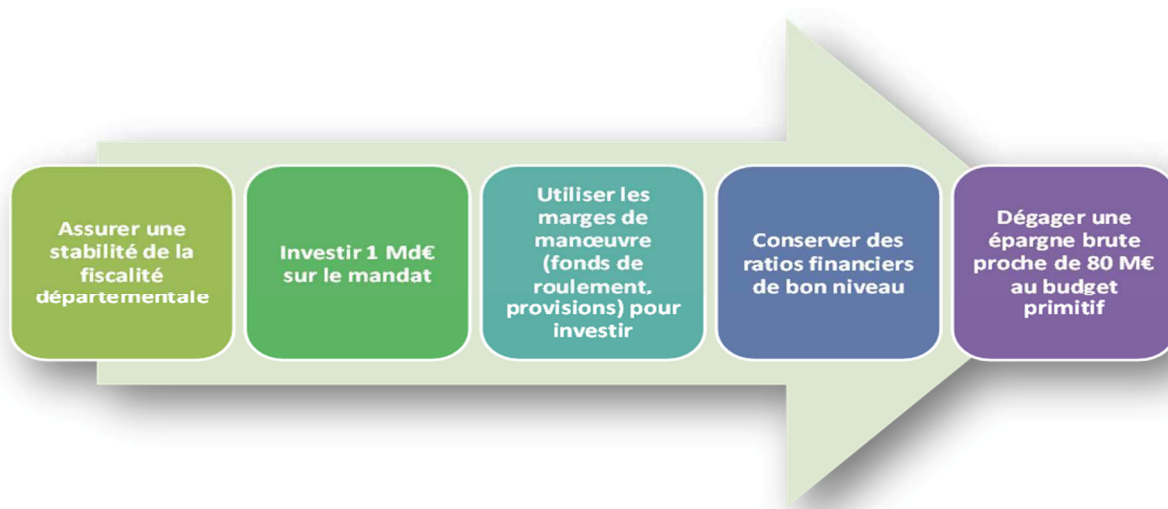 Assurer une
stabilité de la
fiscalité
départementale
Investir 1 Md€
sur le mandat
Utiliser les
marges de
manœuvre
(fonds de
roulement,
provisions) pour
investir
Conserver des
ratios financiers
de bon niveau
Dégager une
épargne brute
proche de 80 M€
au budget
primitif